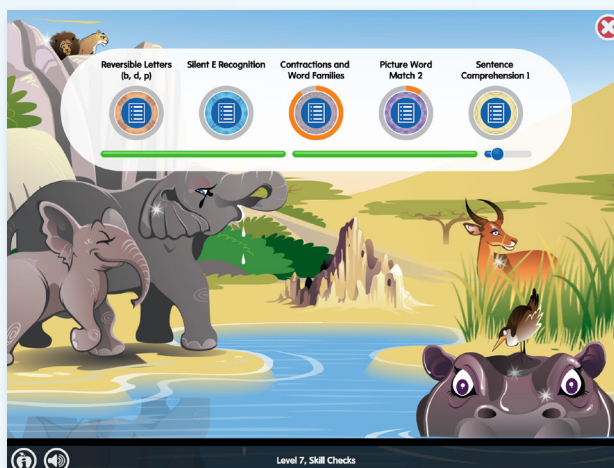 Reversible Letters
(b, d, p)
Silent E Recognition
Contractions and
Word Families
Picture Word
Match 2
Sentence
Comprehension 1
Level 7, Skill Checks